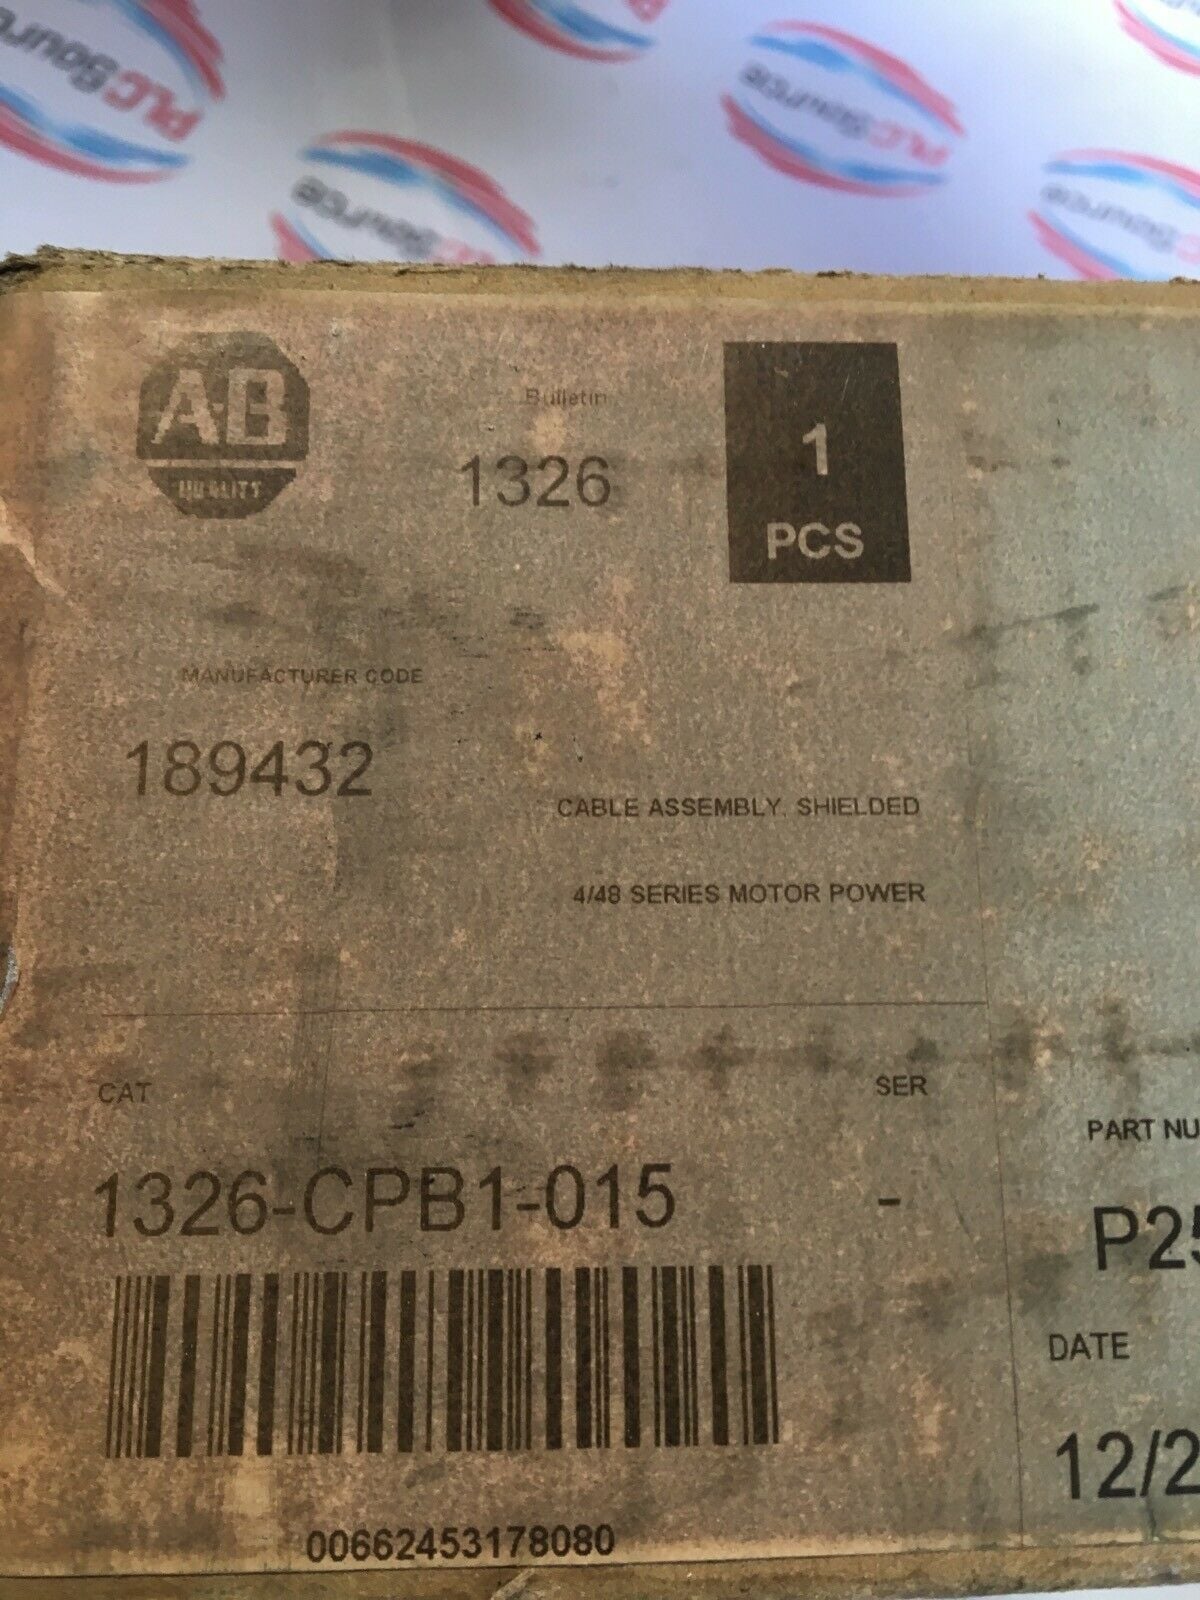 PLC Source
PLC Source
PLC Source
PLC Source
A-B
QUALITY
Bulletin
1326
1
PCS
MANUFACTURER CODE
189432
CABLE ASSEMBLY, SHIELDED
4/48 SERIES MOTOR POWER
CAT
SER
1326-CPB1-015
-
PART NU
P25
DATE
12/2
00662453178080